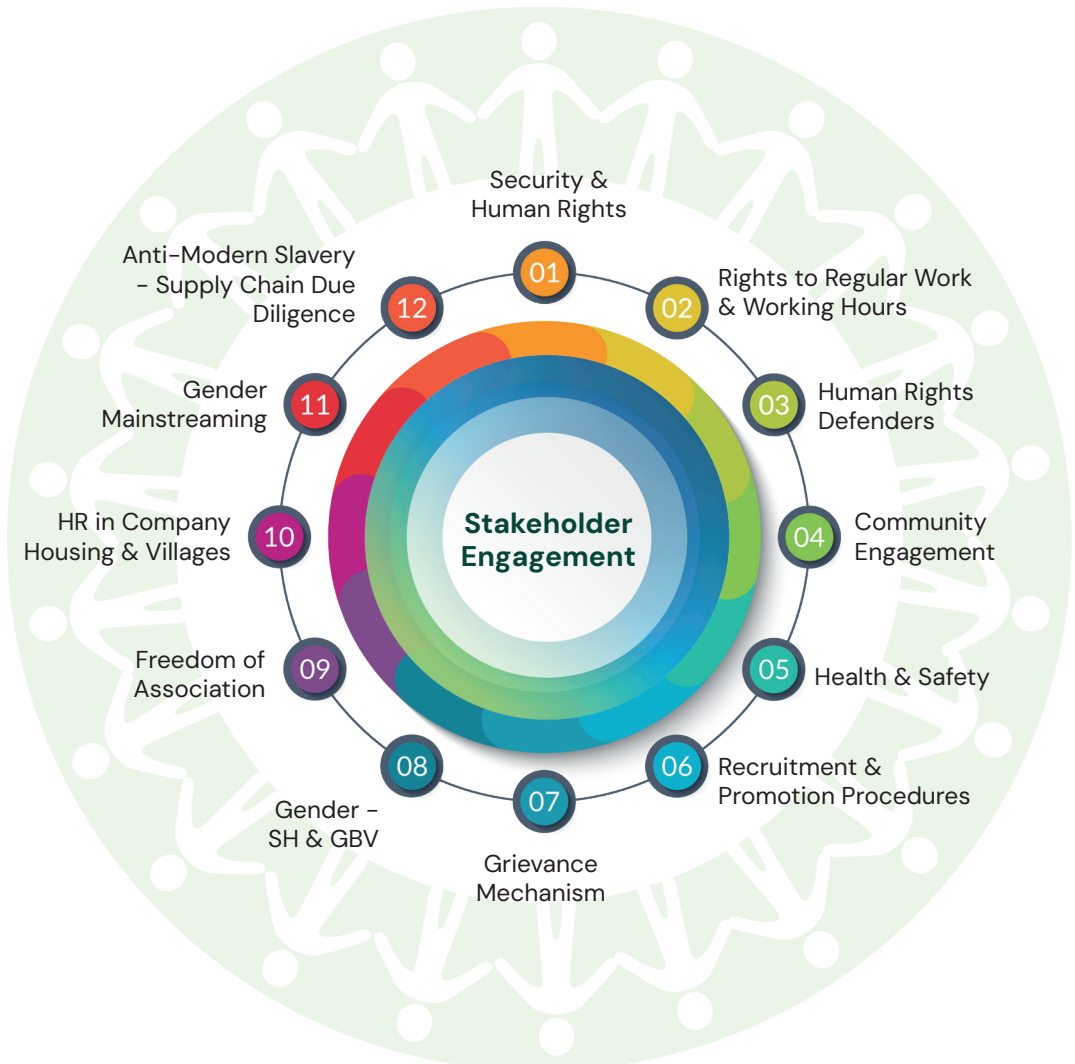 Security &
Human Rights
01
Rights to Regular Work
& Working Hours
02
Human Rights
Defenders
03
Community
Engagement
04
Health & Safety
05
Recruitment &
Promotion Procedures
06
Grievance
Mechanism
07
Gender -
SH & GBV
08
Freedom of
Association
09
HR in Company
Housing & Villages
10
Gender
Mainstreaming
11
Anti-Modern Slavery
- Supply Chain Due
Diligence
12
Stakeholder
Engagement